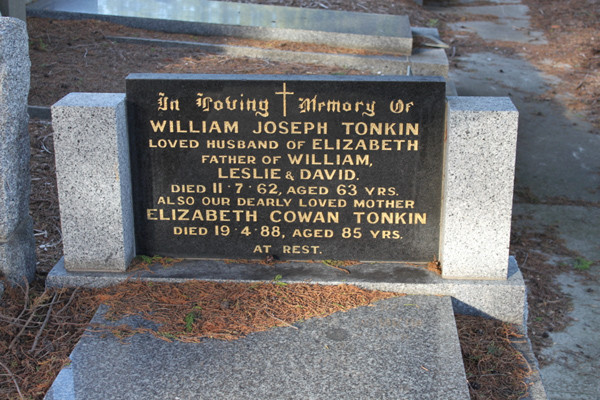 In Loving Memory Of
WILLIAM JOSEPH TONKIN
LOVED HUSBAND OF ELIZABETH
FATHER OF WILLIAM,
LESLIE & DAVID.
DIED 11·7·62, AGED 63 YRS.
ALSO OUR DEARLY LOVED MOTHER
ELIZABETH COWAN TONKIN
DIED 19·4·88, AGED 85 YRS.
AT REST.